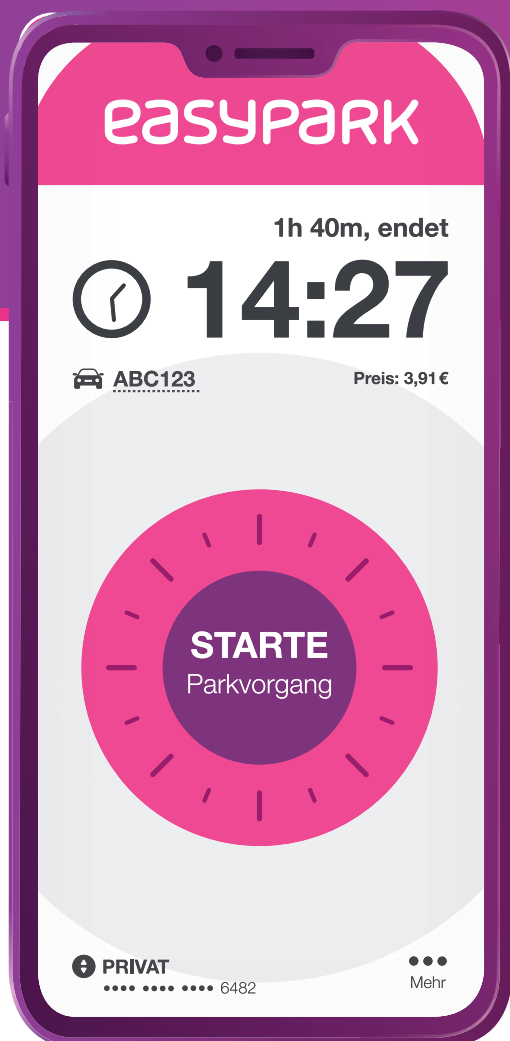 easypark
1h 40m, endet
14:27
ABC123
Preis: 3,91 €
STARTE
Parkvorgang
PRIVAT
•••• •••• •••• 6482
Mehr